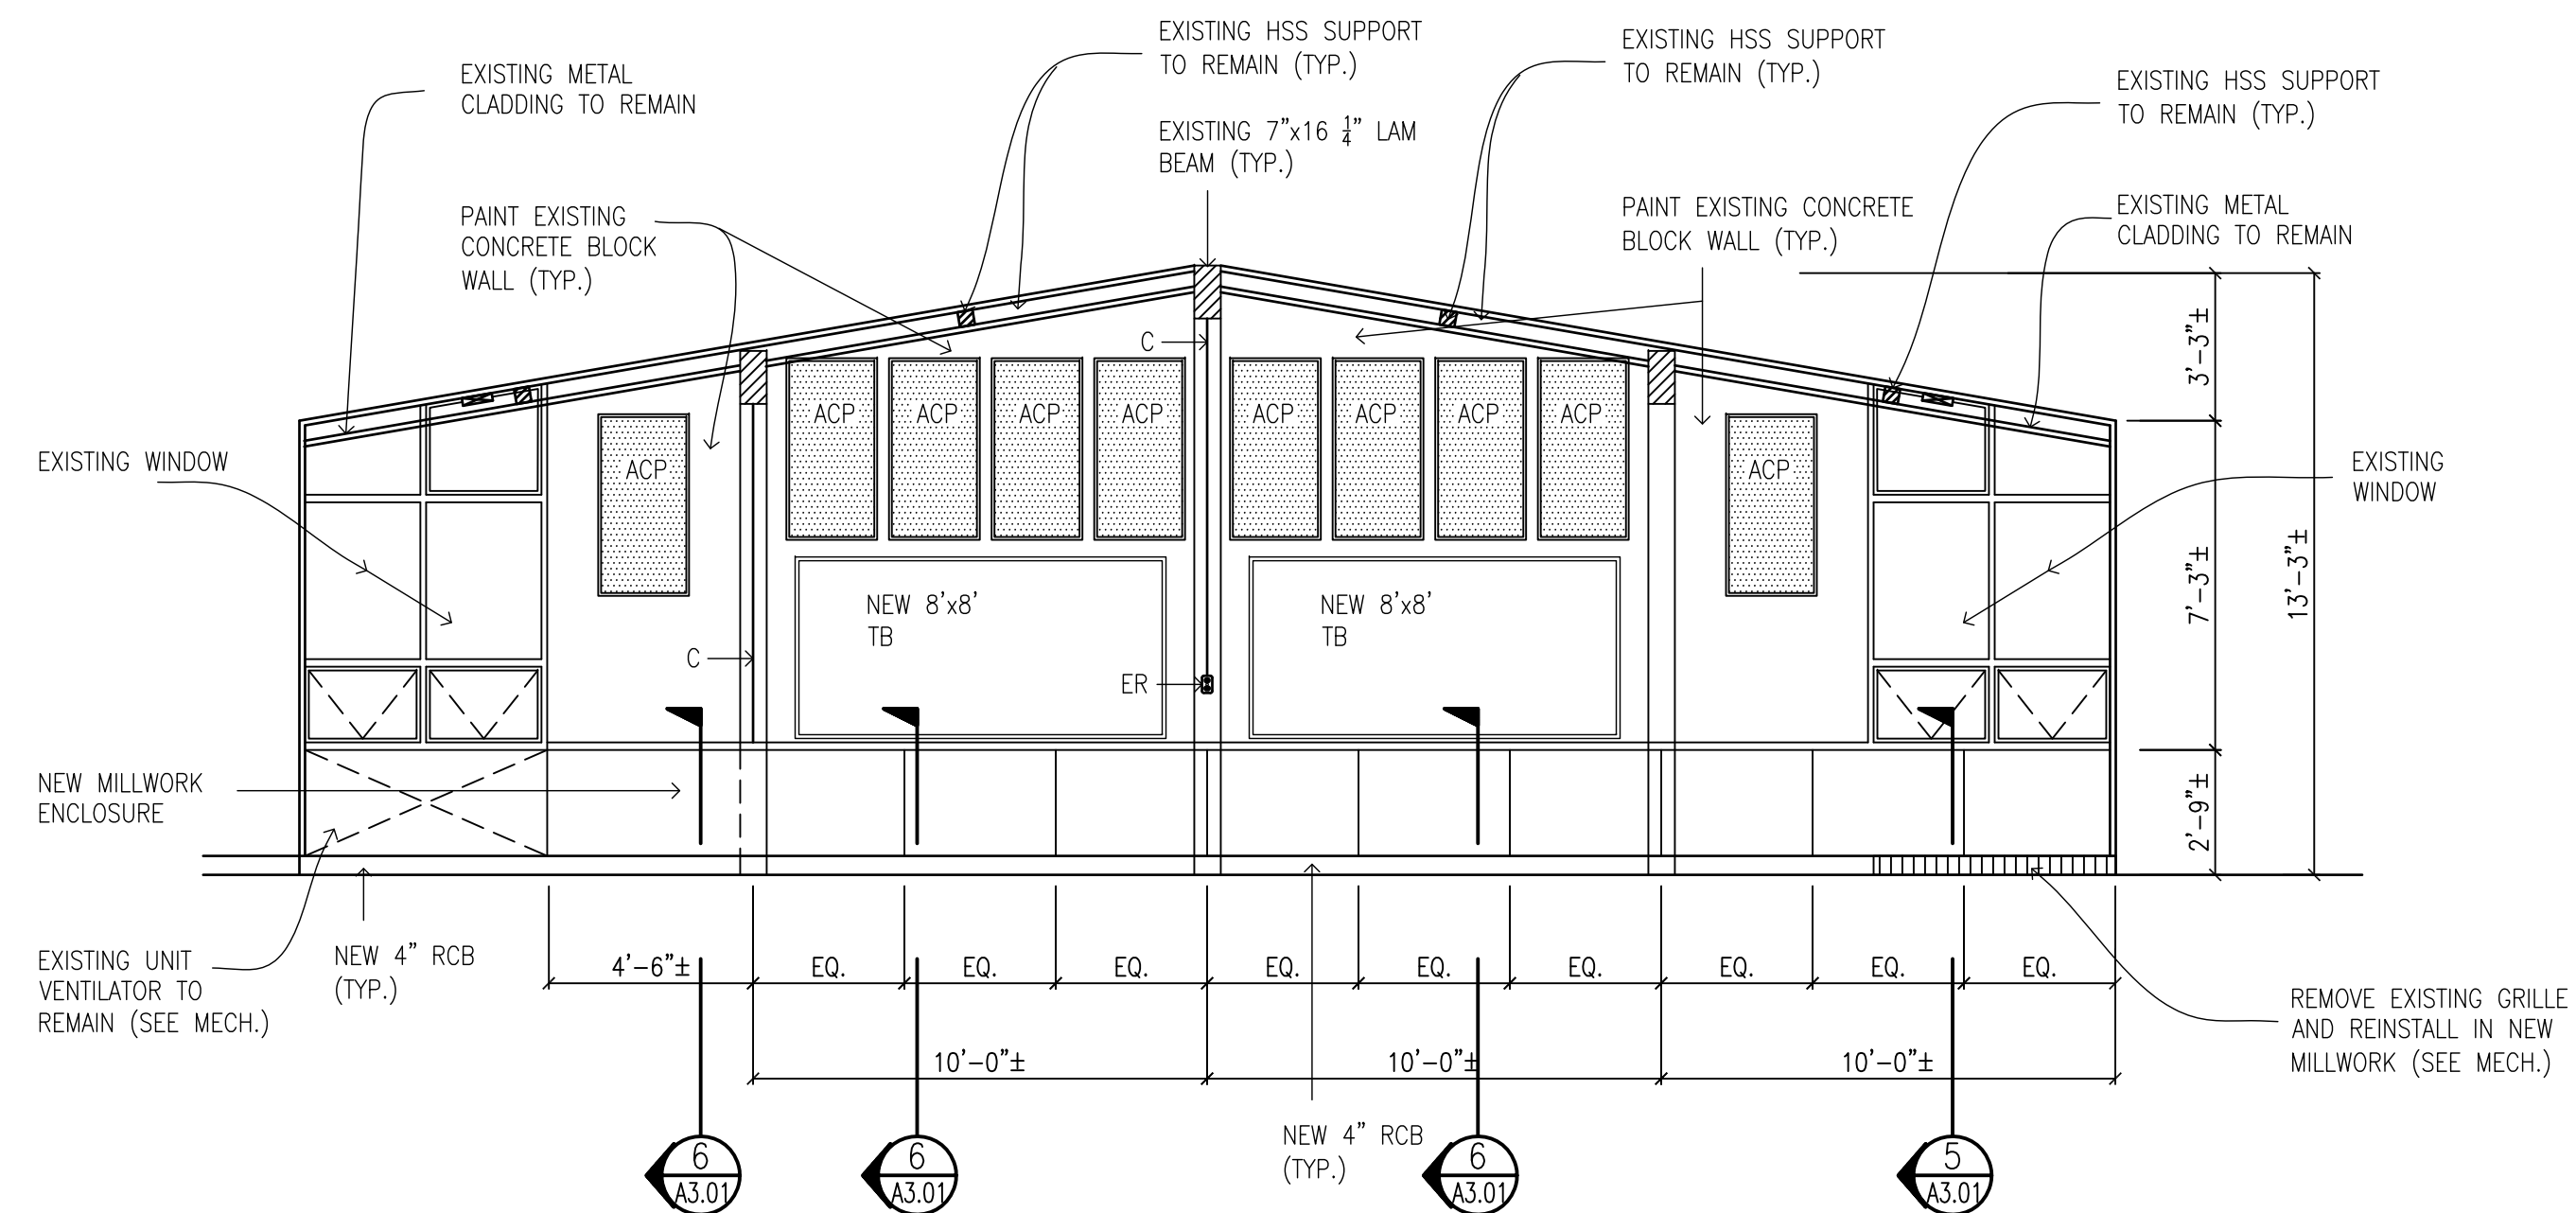 EXISTING HSS SUPPORT
TO REMAIN (TYP.)
EXISTING HSS SUPPORT
TO REMAIN (TYP.)
EXISTING METAL
CLADDING TO REMAIN
EXISTING HSS SUPPORT
TO REMAIN (TYP.)
EXISTING 7"x16 1/4" LAM
BEAM (TYP.)
PAINT EXISTING
CONCRETE BLOCK
WALL (TYP.)
PAINT EXISTING CONCRETE
BLOCK WALL (TYP.)
EXISTING METAL
CLADDING TO REMAIN
C
3'-3"±
ACP
ACP
ACP
ACP
ACP
ACP
ACP
ACP
EXISTING WINDOW
ACP
ACP
EXISTING
WINDOW
7'-3"±
13'-3"±
NEW 8'x8'
TB
NEW 8'x8'
TB
C
ER
NEW MILLWORK
ENCLOSURE
2'-9"±
EXISTING UNIT
VENTILATOR TO
REMAIN (SEE MECH.)
NEW 4" RCB
(TYP.)
4'-6"±
EQ.
EQ.
EQ.
EQ.
EQ.
EQ.
EQ.
EQ.
EQ.
REMOVE EXISTING GRILLE
AND REINSTALL IN NEW
MILLWORK (SEE MECH.)
10'-0"±
10'-0"±
10'-0"±
NEW 4" RCB
(TYP.)
6
A3.01
6
A3.01
6
A3.01
5
A3.01